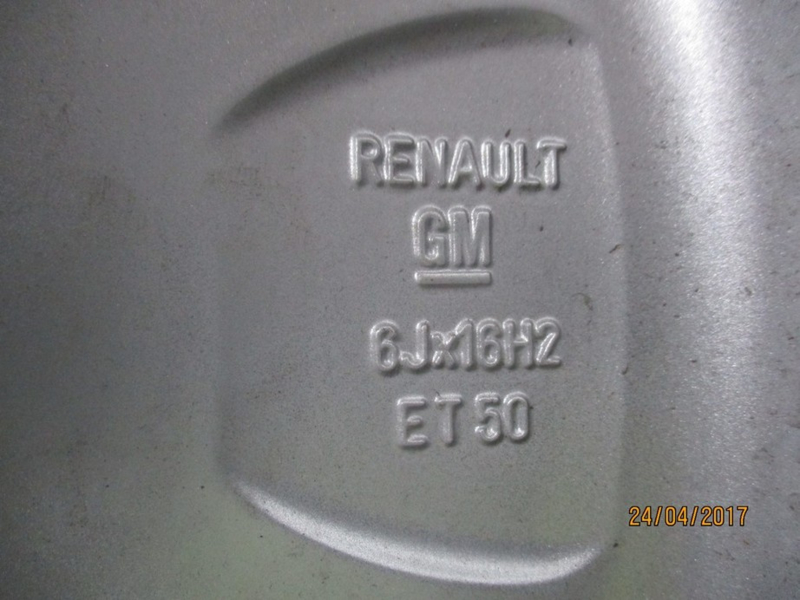 RENAULT
GM
6Jx16H2
ET 50
24/04/2017